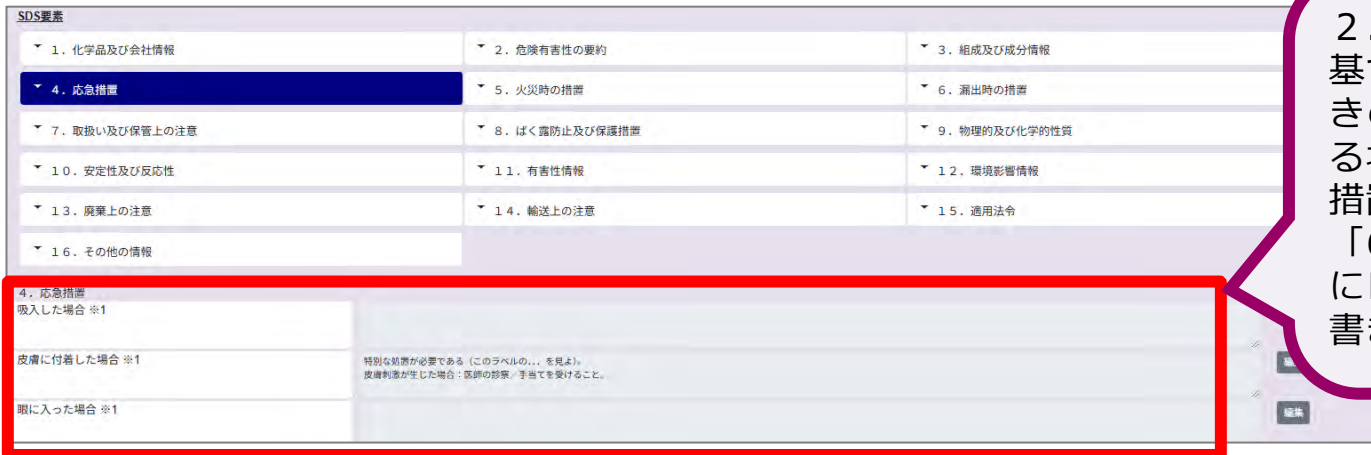 SDS要素
1. 化学品及び会社情報
2. 危険有害性の要約
3. 組成及び成分情報
4. 応急措置
5. 火災時の措置
6. 漏出時の措置
7. 取扱い及び保管上の注意
8. ばく露防止及び保護措置
9. 物理的及び化学的性質
10. 安定性及び反応性
11. 有害性情報
12. 環境影響情報
13. 廃棄上の注意
14. 輸送上の注意
15. 適用法令
16. その他の情報
4. 応急措置
吸入した場合 ※1
皮膚に付着した場合 ※1
特別な処置が必要である（このラベルの... を見よ）。
皮膚刺激が生じた場合：医師の診察／手当てを受けること。
眼に入った場合 ※1
編集
２.
基
き
る
措
「
に
書